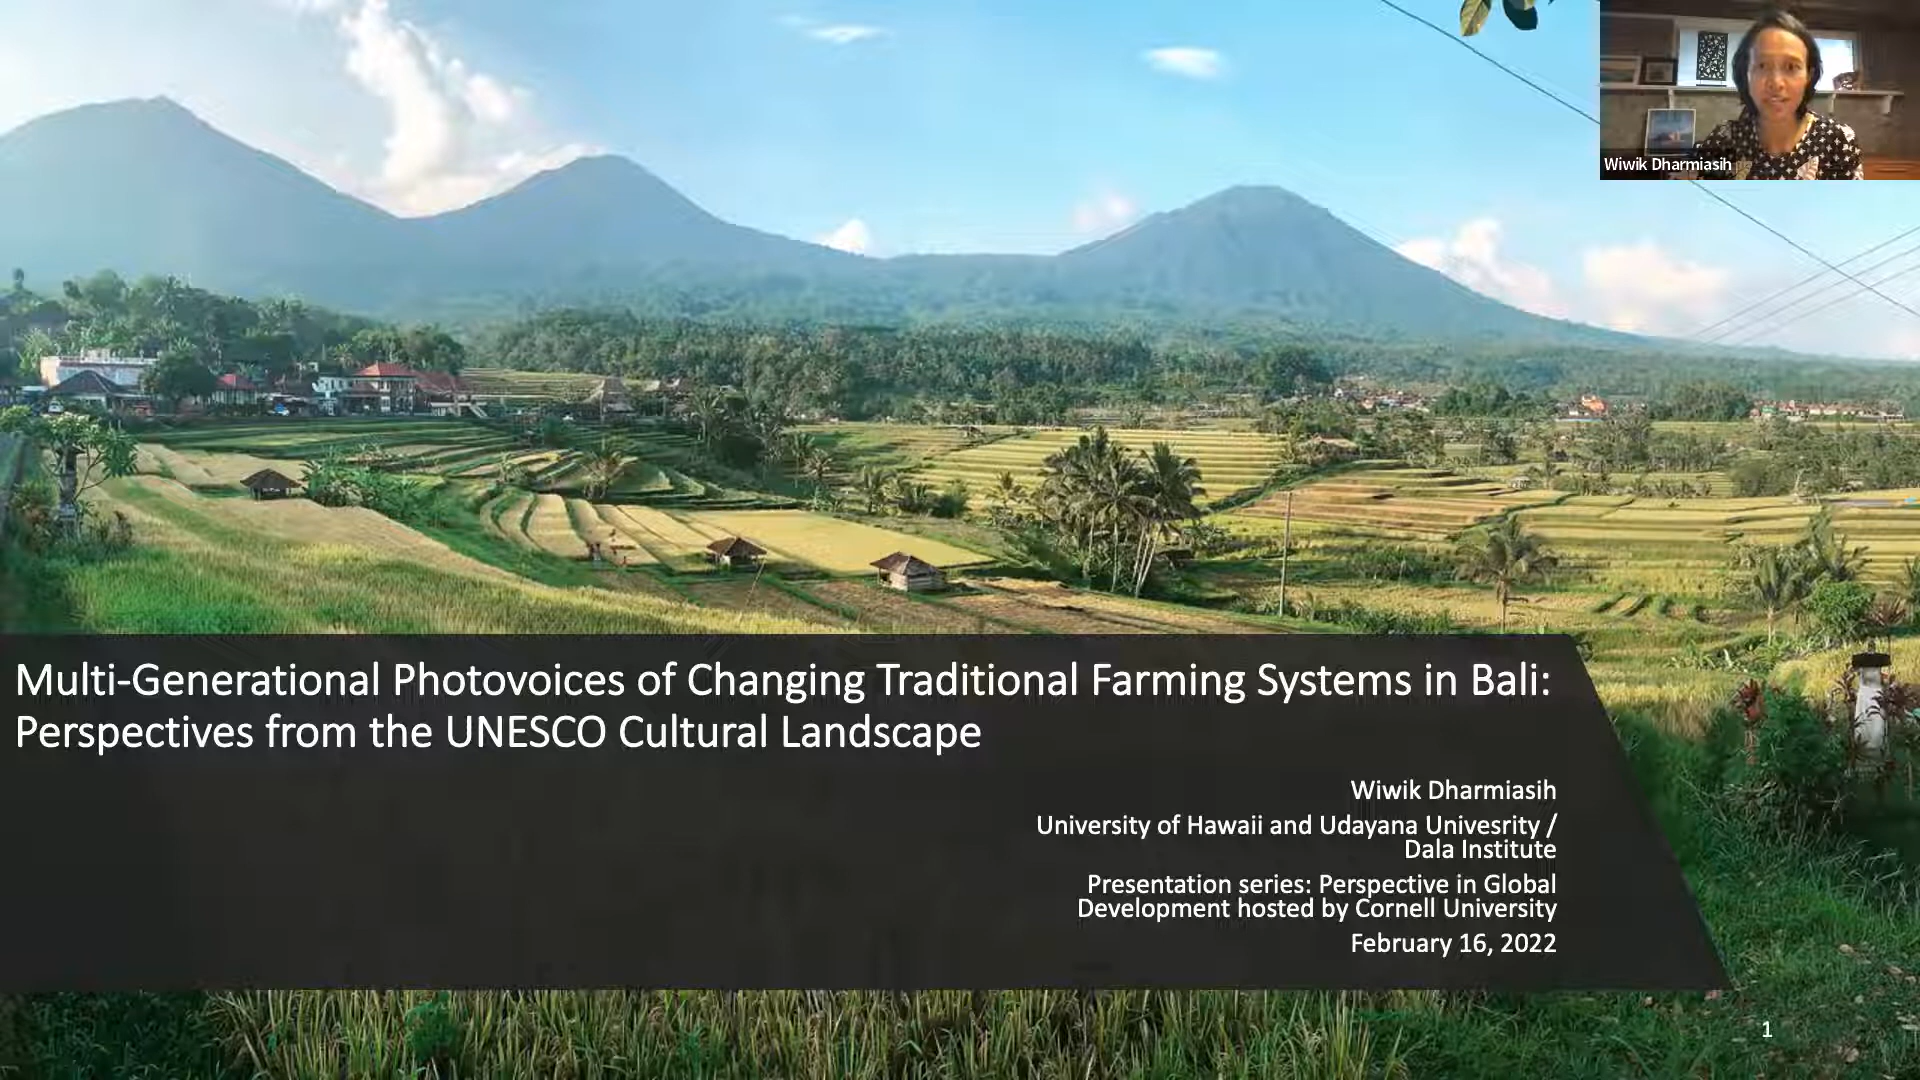 Wiwik Dharmiasih
Multi-Generational Photovoices of Changing Traditional Farming Systems in Bali:
Perspectives from the UNESCO Cultural Landscape
Wiwik Dharmiasih
University of Hawaii and Udayana Univesrity /
Dala Institute
Presentation series: Perspective in Global
Development hosted by Cornell University
February 16, 2022
1